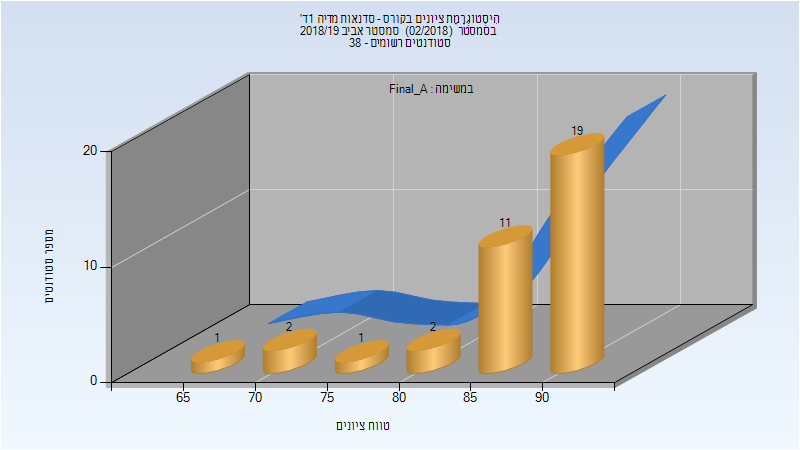 היסטוגרמת ציונים בקורס - סדנאות מדיה 1ד'
בסמסטר (02/2018) סמסטר אביב 2018/19
סטודנטים רשומים - 38
במשימה : Final_A
20
10
0
מספר סטודנטים
1
2
1
2
11
19
65
70
75
80
85
90
טווח ציונים